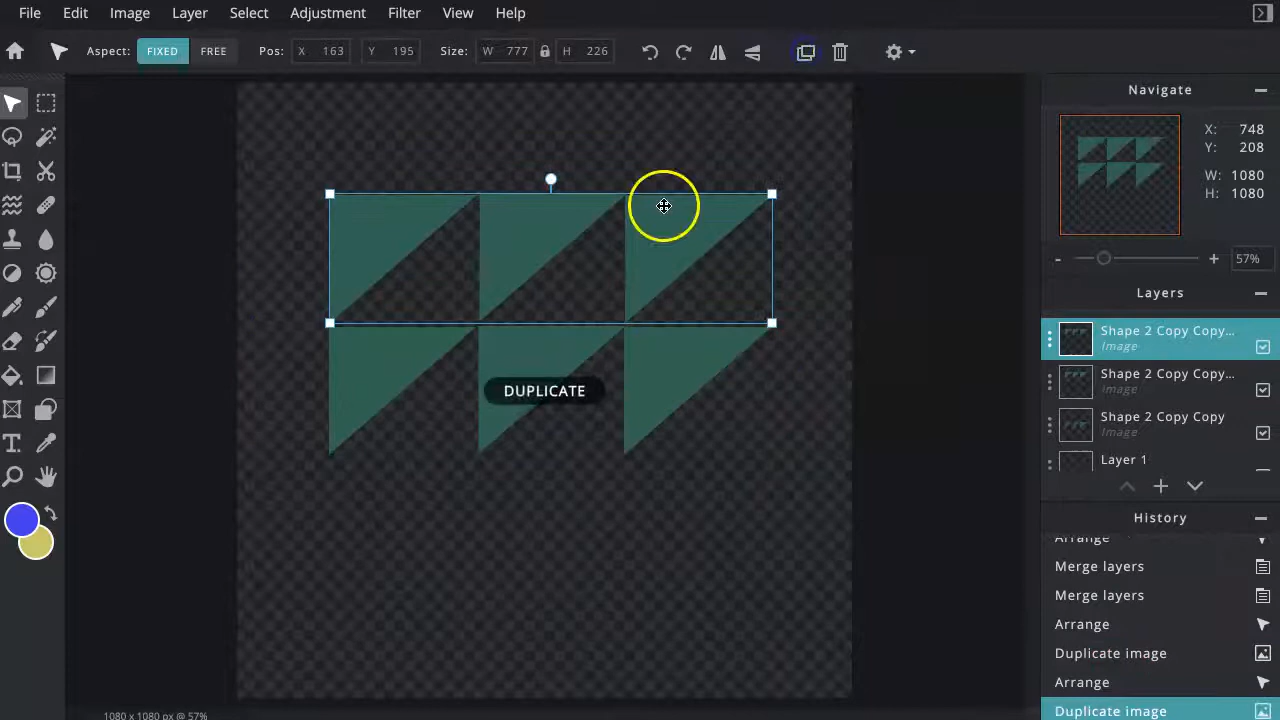 File Edit Image Layer Select Adjustment Filter View Help
Aspect: FIXED FREE Pos: X 163 Y 195 Size: W 777 H 226
Navigate
X: 748
Y: 208
W: 1080
H: 1080
- + 57%
Layers
Shape 2 Copy Copy...
Image
Shape 2 Copy Copy...
Image
Shape 2 Copy Copy
Image
Layer 1
DUPLICATE
T
History
Arrange
Merge layers
Merge layers
Arrange
Duplicate image
Arrange
Duplicate image
1080 x 1080 px @ 57%